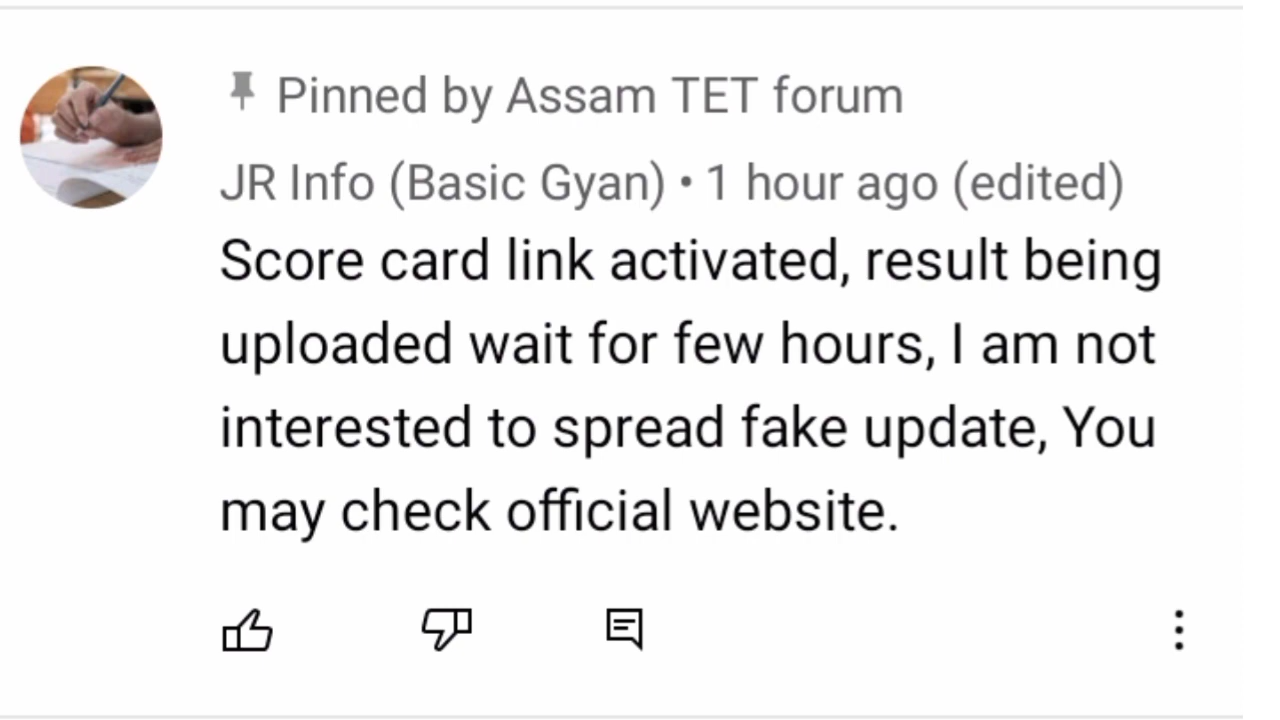 Pinned by Assam TET forum
JR Info (Basic Gyan) • 1 hour ago (edited)
Score card link activated, result being
uploaded wait for few hours, I am not
interested to spread fake update, You
may check official website.